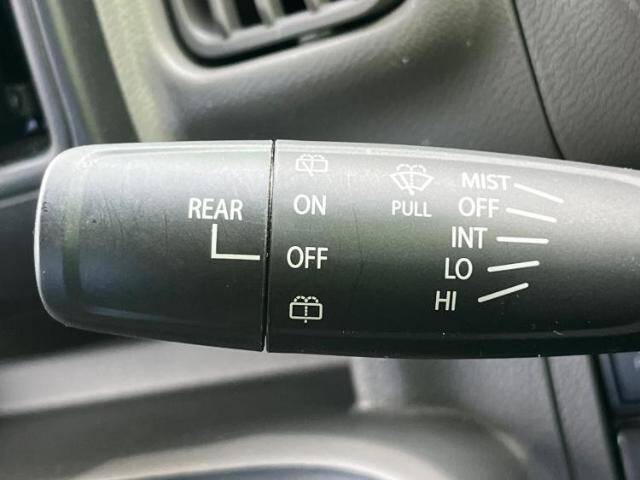 REAR
ON
OFF
PULL
MIST
OFF
INT
LO
HI